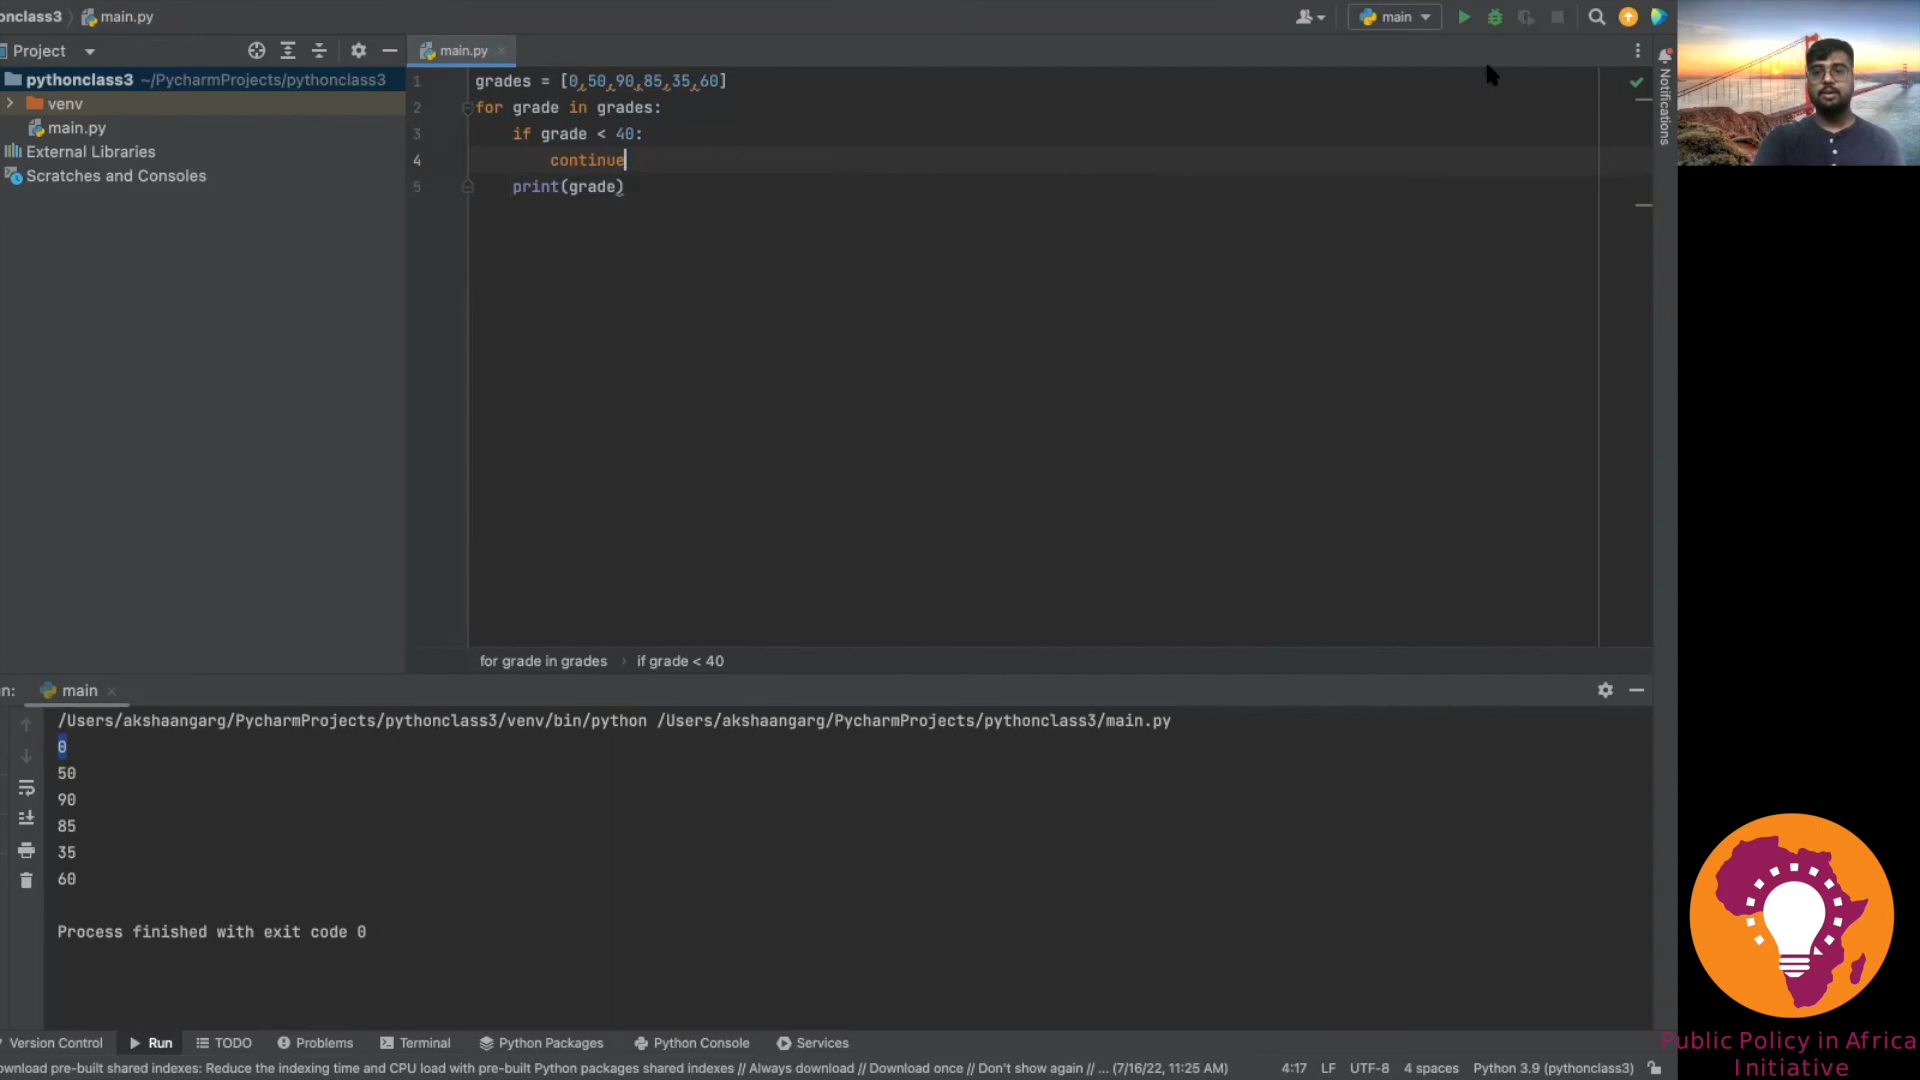 onclass3 main.py
main
Project
main.py
pythonclass3 ~/PycharmProjects/pythonclass3
venv
main.py
External Libraries
Scratches and Consoles
1 grades = [0,50,90,85,35,60]
2 for grade in grades:
3 if grade < 40:
4 continue
5 print(grade)
Notifications
for grade in grades › if grade < 40
n: main
/Users/akshaangarg/PycharmProjects/pythonclass3/venv/bin/python /Users/akshaangarg/PycharmProjects/pythonclass3/main.py
0
50
90
85
35
60
Process finished with exit code 0
Version Control Run TODO Problems Terminal Python Packages Python Console Services
ownload pre-built shared indexes: Reduce the indexing time and CPU load with pre-built Python packages shared indexes // Always download // Download once // Don't show again // ... (7/16/22, 11:25 AM) 4:17 LF UTF-8 4 spaces Python 3.9 (pythonclass3)
Public Policy in Africa
Initiative